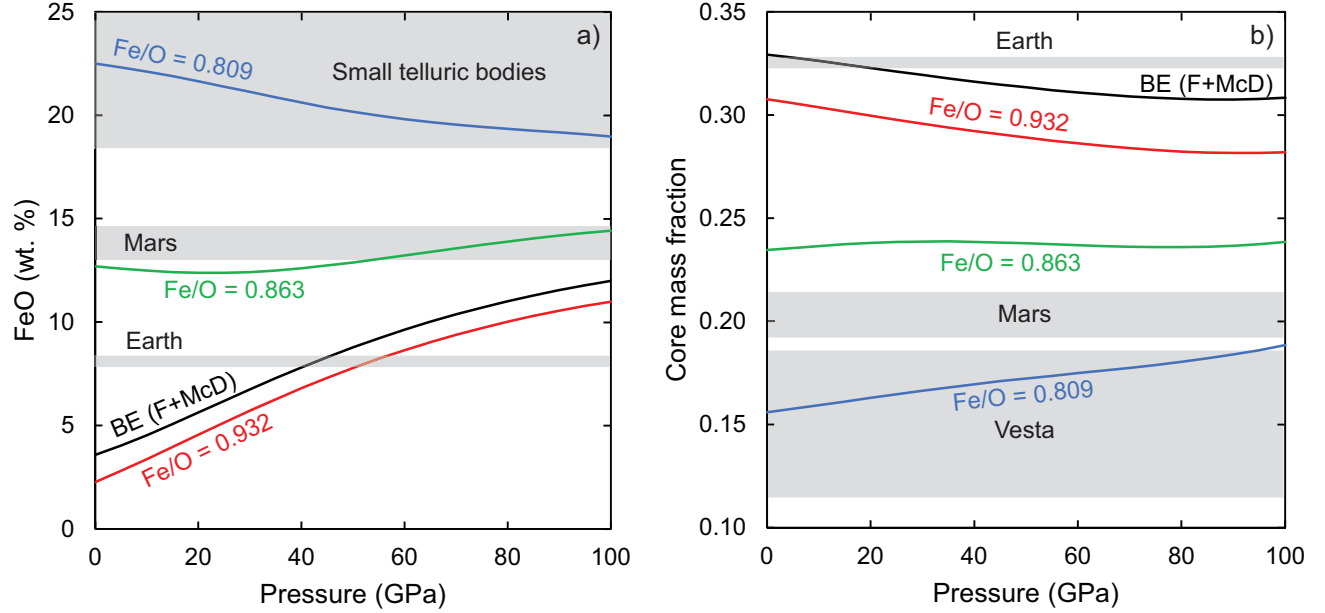 a)
25
20
15
10
5
0
FeO (wt. %)
Fe/O = 0.809
Small telluric bodies
Mars
Fe/O = 0.863
Earth
BE (F+McD)
Fe/O = 0.932
0 20 40 60 80 100
Pressure (GPa)
b)
0.35
0.30
0.25
0.20
0.15
0.10
Core mass fraction
Earth
BE (F+McD)
Fe/O = 0.932
Fe/O = 0.863
Mars
Fe/O = 0.809
Vesta
0 20 40 60 80 100
Pressure (GPa)